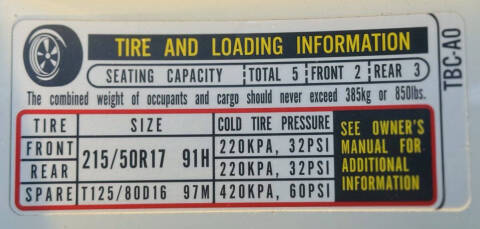 TIRE AND LOADING INFORMATION
SEATING CAPACITY TOTAL 5 FRONT 2 REAR 3
The combined weight of occupants and cargo should never exceed 385kg or 850lbs.
TIRE SIZE COLD TIRE PRESSURE
FRONT 215/50R17 91H 220KPA, 32PSI
REAR 220KPA, 32PSI
SPARE T125/80D16 97M 420KPA, 60PSI
SEE OWNER'S
MANUAL FOR
ADDITIONAL
INFORMATION
TBC-A0